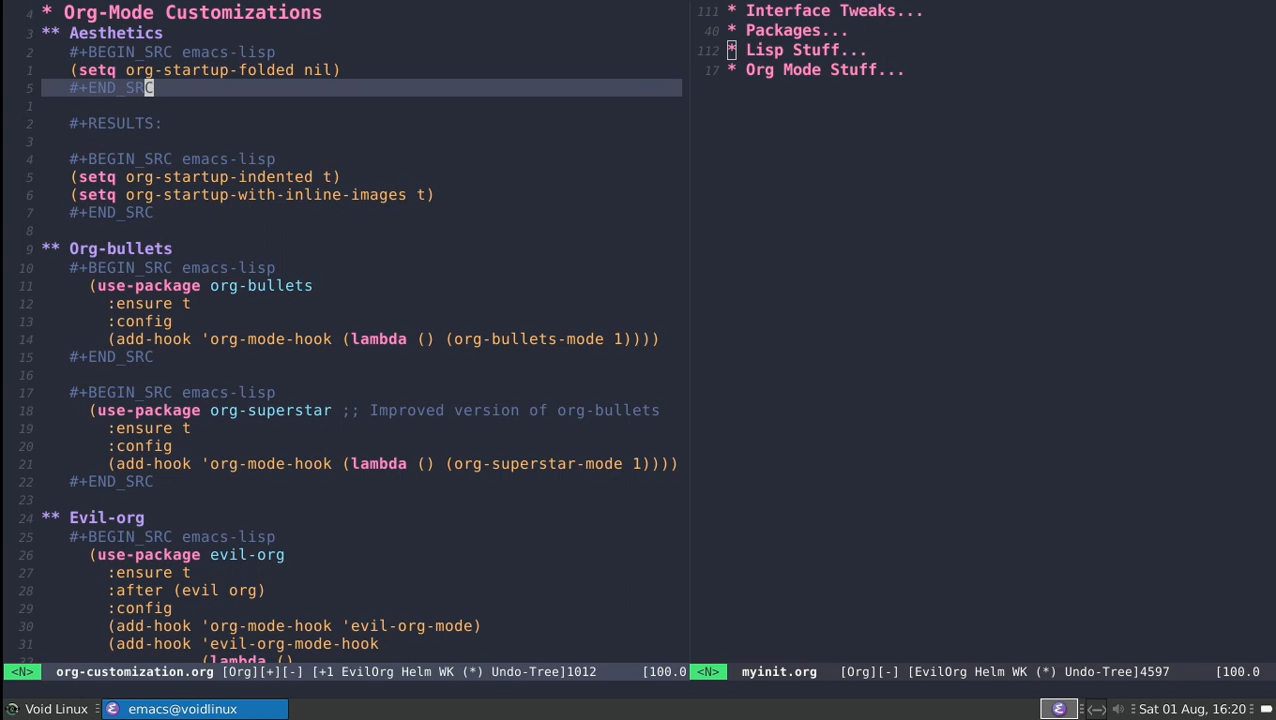 4 * Org-Mode Customizations
3 ** Aesthetics
2 #+BEGIN_SRC emacs-lisp
1 (setq org-startup-folded nil)
5 #+END_SRC
1
2 #+RESULTS:
3
4 #+BEGIN_SRC emacs-lisp
5 (setq org-startup-indented t)
6 (setq org-startup-with-inline-images t)
7 #+END_SRC
8
9 ** Org-bullets
10 #+BEGIN_SRC emacs-lisp
11 (use-package org-bullets
12 :ensure t
13 :config
14 (add-hook 'org-mode-hook (lambda () (org-bullets-mode 1))))
15 #+END_SRC
16
17 #+BEGIN_SRC emacs-lisp
18 (use-package org-superstar ;; Improved version of org-bullets
19 :ensure t
20 :config
21 (add-hook 'org-mode-hook (lambda () (org-superstar-mode 1))))
22 #+END_SRC
23
24 ** Evil-org
25 #+BEGIN_SRC emacs-lisp
26 (use-package evil-org
27 :ensure t
28 :after (evil org)
29 :config
30 (add-hook 'org-mode-hook 'evil-org-mode)
31 (add-hook 'evil-org-mode-hook
32 (lambda ()
<N> org-customization.org [Org][+][-] [+1 EvilOrg Helm WK (*) Undo-Tree]1012 [100.0
111 * Interface Tweaks...
40 * Packages...
112 * Lisp Stuff...
17 * Org Mode Stuff...
<N> myinit.org [Org][-] [EvilOrg Helm WK (*) Undo-Tree]4597 [100.0
Void Linux emacs@voidlinux Sat 01 Aug, 16:20